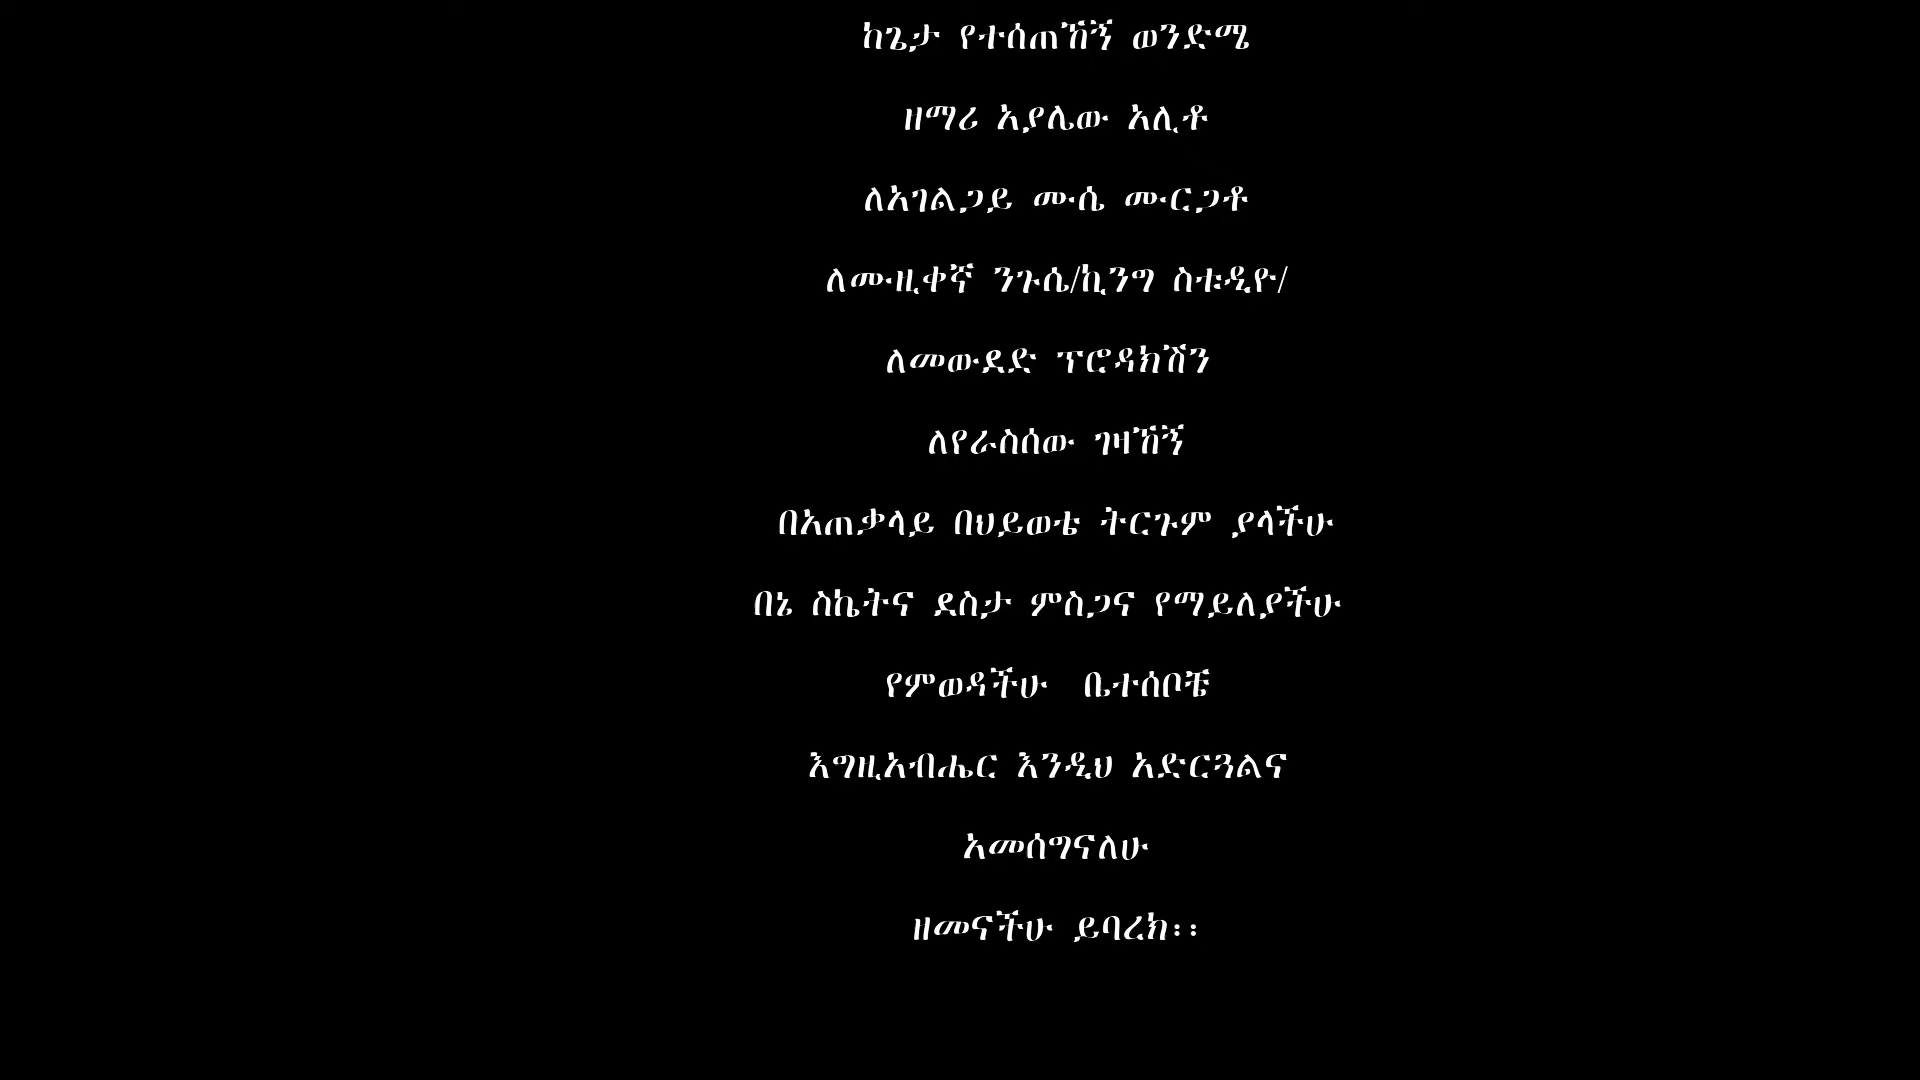 ከጌታ የተሰጠኸኝ ወንድሜ
ዘማሪ አያሌው አሊቶ
ለአገልጋይ ሙሴ ሙርጋቶ
ለሙዚቀኛ ንጉሴ/ኪንግ ስቱዲዮ/
ለመውደድ ፕሮዳክሽን
ለየራስሰው ገዛኸኝ
በአጠቃላይ በህይወቴ ትርጉም ያላችሁ
በኔ ስኬትና ደስታ ምስጋና የማይለያችሁ
የምወዳችሁ ቤተሰቦቼ
እግዚአብሔር እንዲህ አድርጓልና
አመሰግናለሁ
ዘመናችሁ ይባረክ፡፡